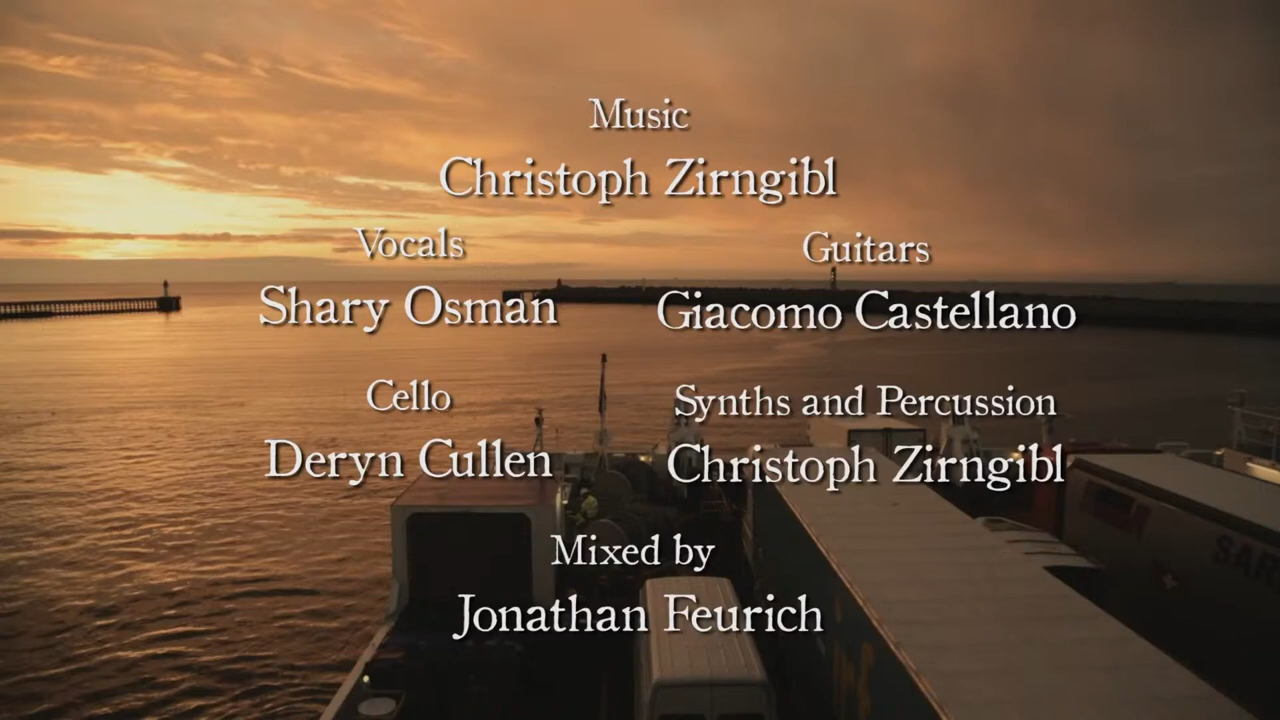 Music
Christoph Zirngibl
Vocals
Shary Osman
Guitars
Giacomo Castellano
Cello
Deryn Cullen
Synths and Percussion
Christoph Zirngibl
Mixed by
Jonathan Feurich